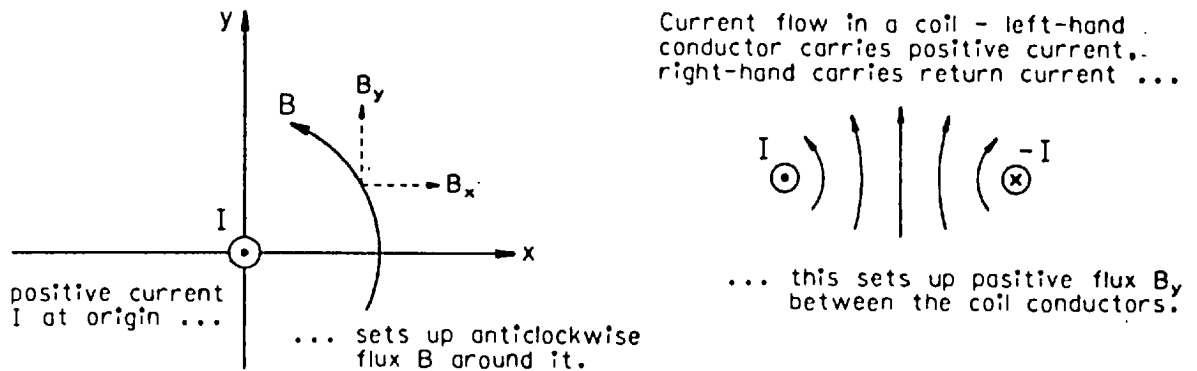 y
B
B_y
B_x
I
x
positive current
I at origin ...
... sets up anticlockwise
flux B around it.
Current flow in a coil - left-hand
conductor carries positive current,.
right-hand carries return current ...
I
-I
... this sets up pasitive flux B_y
between the coil conductors.